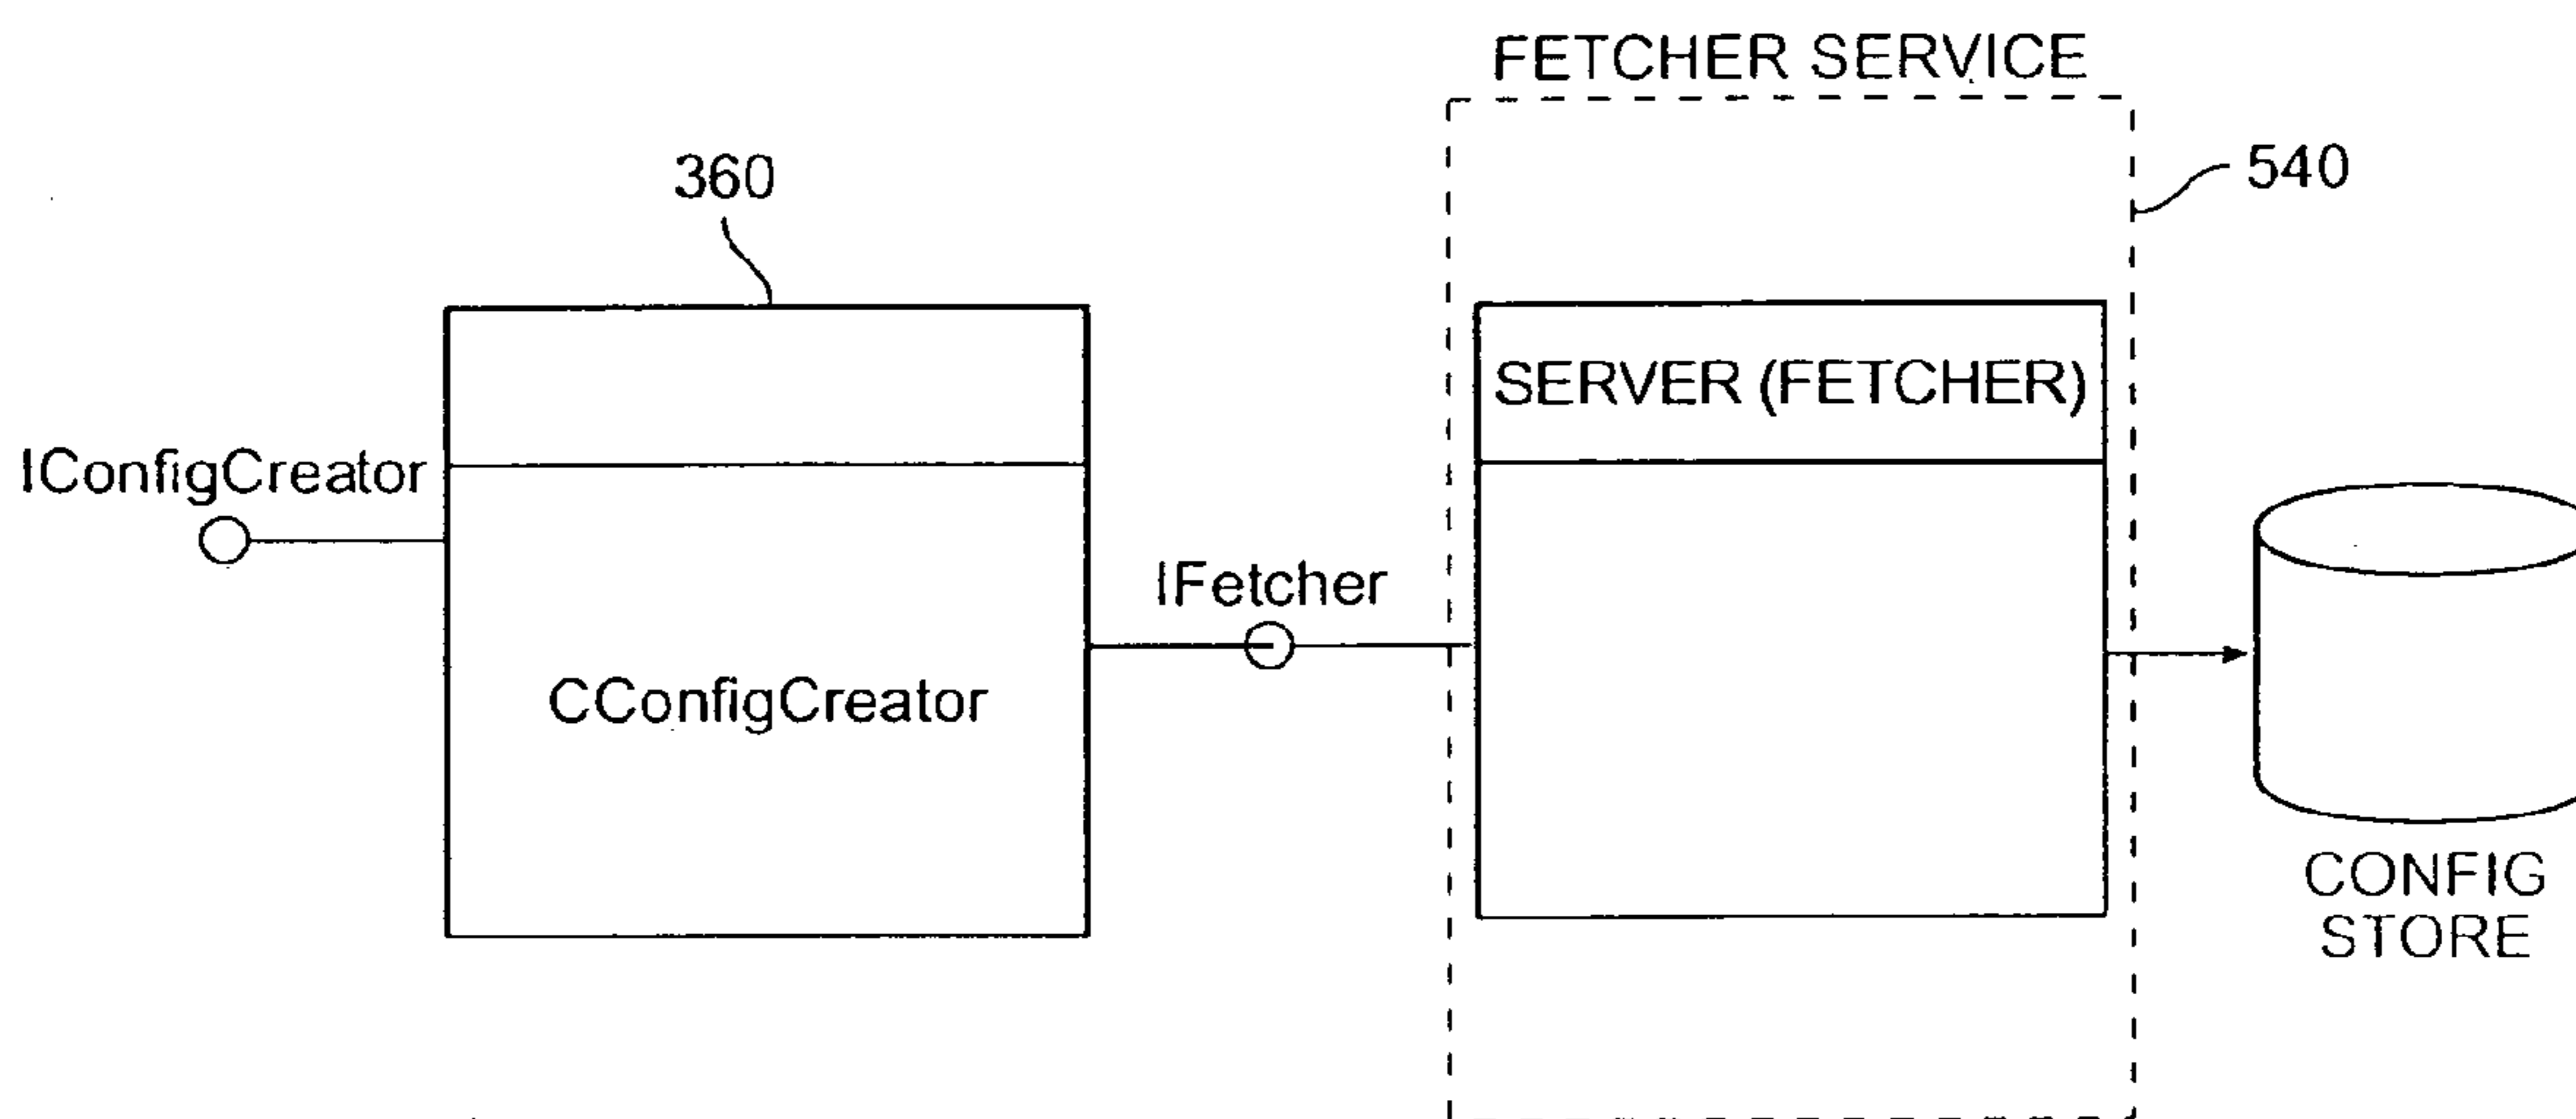 FETCHER SERVICE
360
540
SERVER (FETCHER)
IConfigCreator
IFetcher
CConfigCreator
CONFIG
STORE